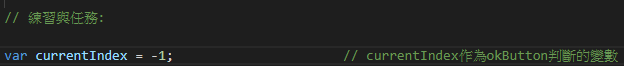 // 練習與任務:
var currentIndex = -1; // currentIndex作為okButton判斷的變數